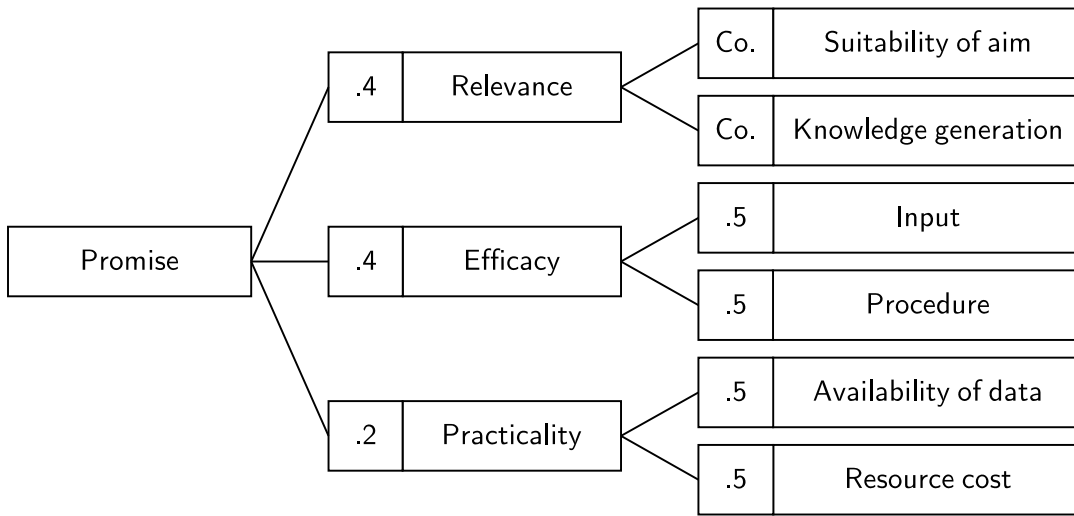 Co. Suitability of aim
.4 Relevance
Co. Knowledge generation
.5 Input
Promise
.4 Efficacy
.5 Procedure
.5 Availability of data
.2 Practicality
.5 Resource cost